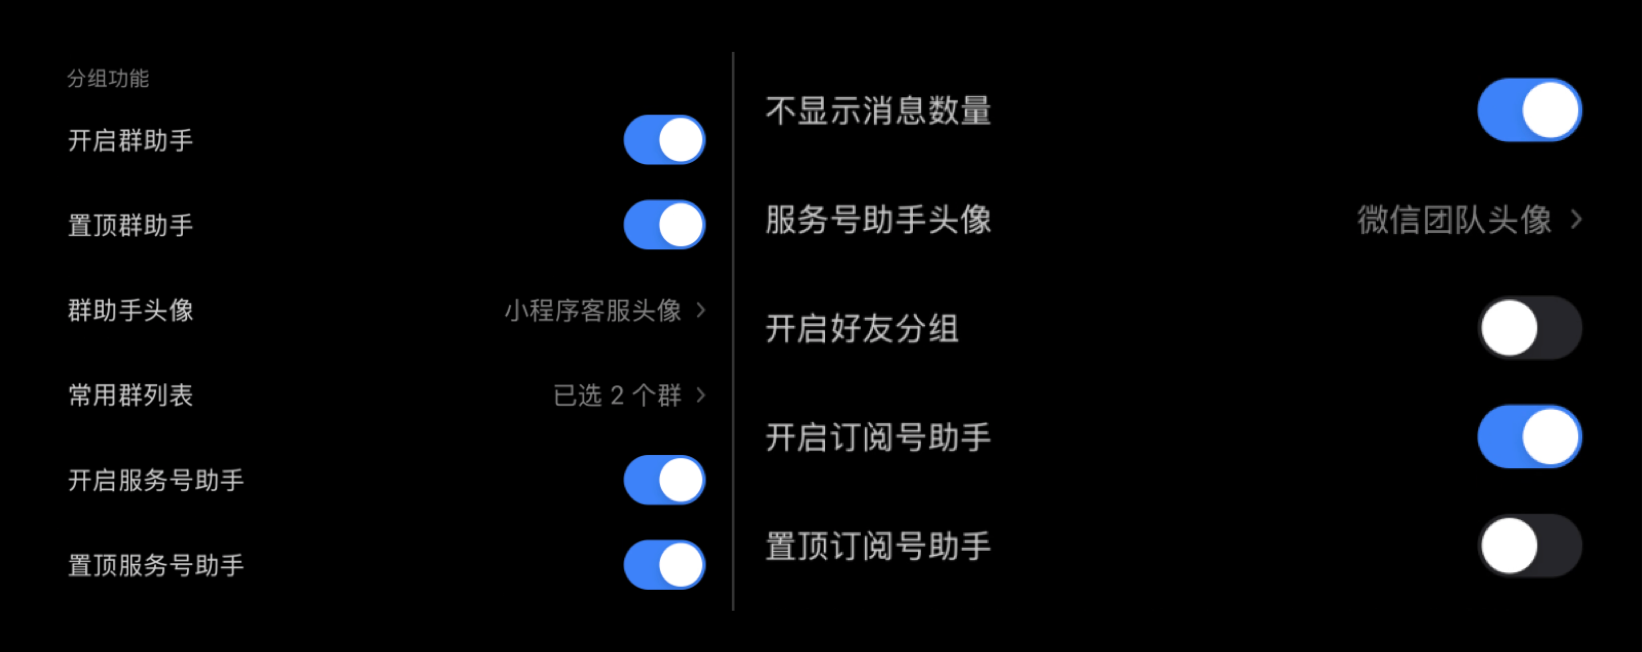 分组功能
开启群助手
置顶群助手
群助手头像 小程序客服头像
常用群列表 已选 2 个群
开启服务号助手
置顶服务号助手
不显示消息数量
服务号助手头像 微信团队头像
开启好友分组
开启订阅号助手
置顶订阅号助手